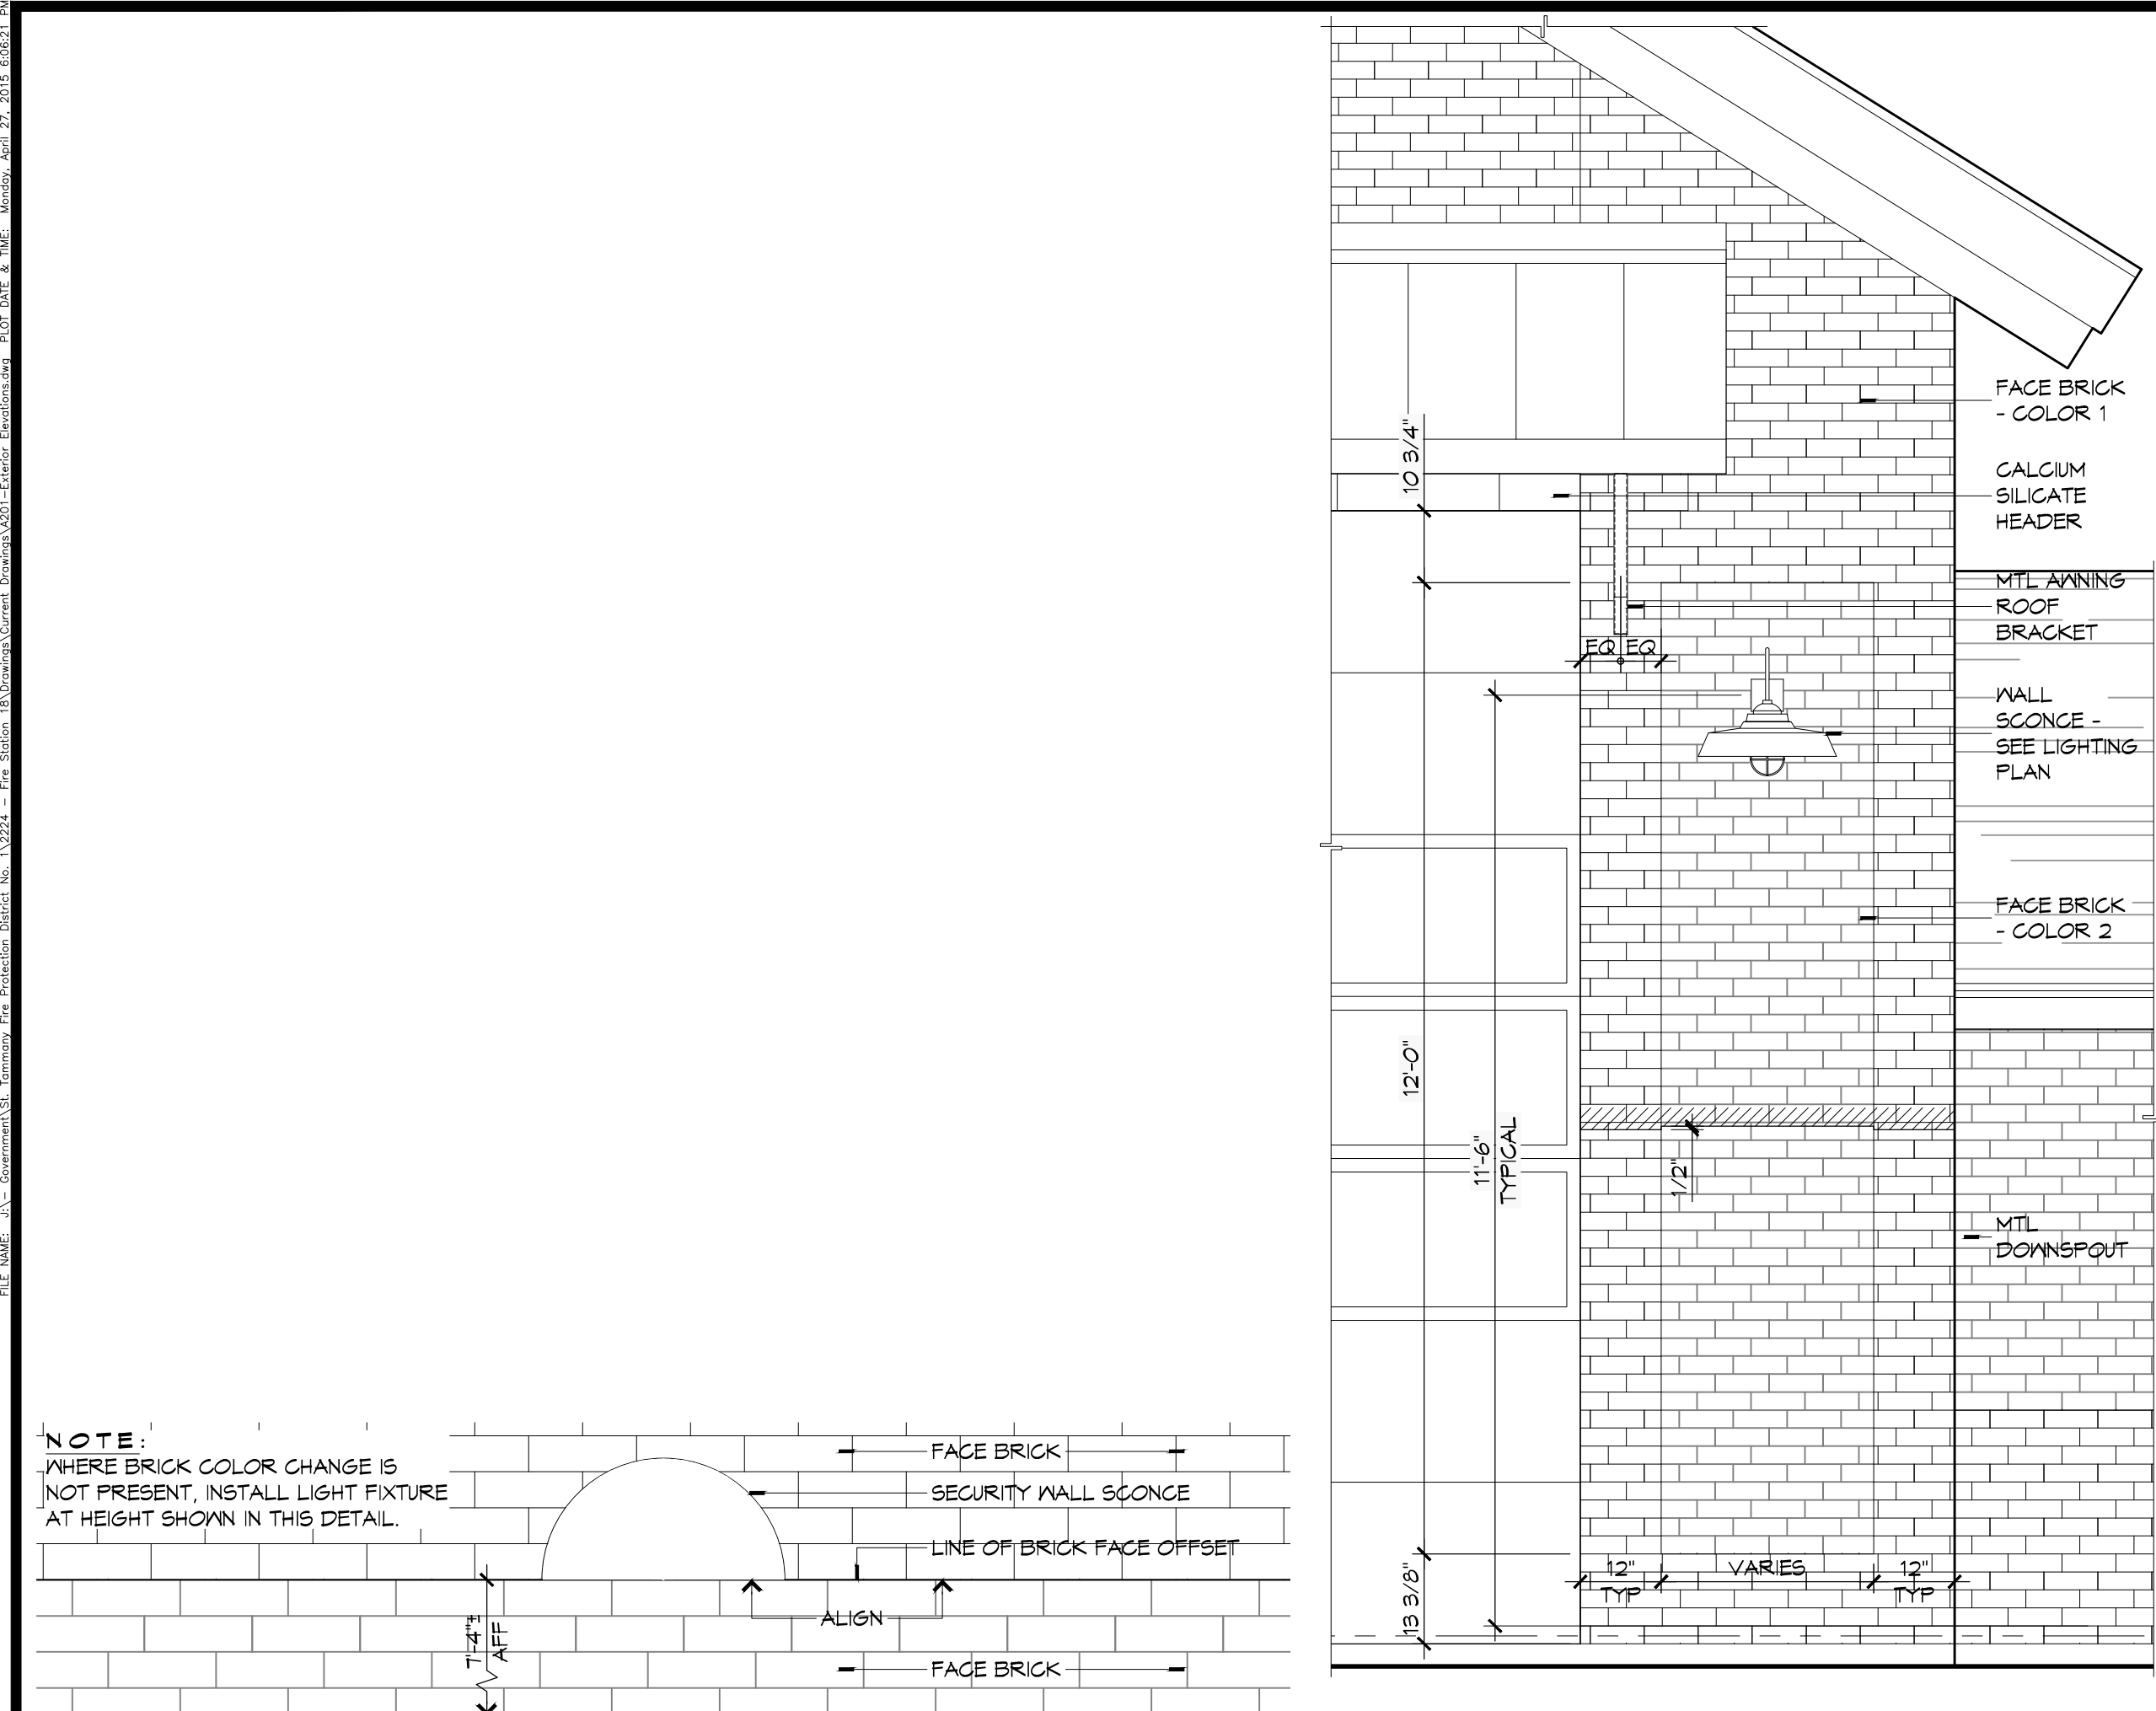 FILE NAME: J:\- Government\St. Tammany Fire Protection District No. 1\2224 - Fire Station 18\Drawings\Current Drawings\A201-Exterior Elevations.dwg PLOT DATE & TIME: Monday, April 27, 2015 6:06:21 PM
NOTE:
WHERE BRICK COLOR CHANGE IS
NOT PRESENT, INSTALL LIGHT FIXTURE
AT HEIGHT SHOWN IN THIS DETAIL.
FACE BRICK
SECURITY WALL SCONCE
LINE OF BRICK FACE OFFSET
ALIGN
7'-4"±
AFF
FACE BRICK
10 3/4"
12'-0"
11'-6"
TYPICAL
13 3/8"
EQ EQ
1/2"
12"
TYP
VARIES
12"
TYP
FACE BRICK
- COLOR 1
CALCIUM
SILICATE
HEADER
MTL AWNING
ROOF
BRACKET
WALL
SCONCE -
SEE LIGHTING
PLAN
FACE BRICK
- COLOR 2
MTL
DOWNSPOUT